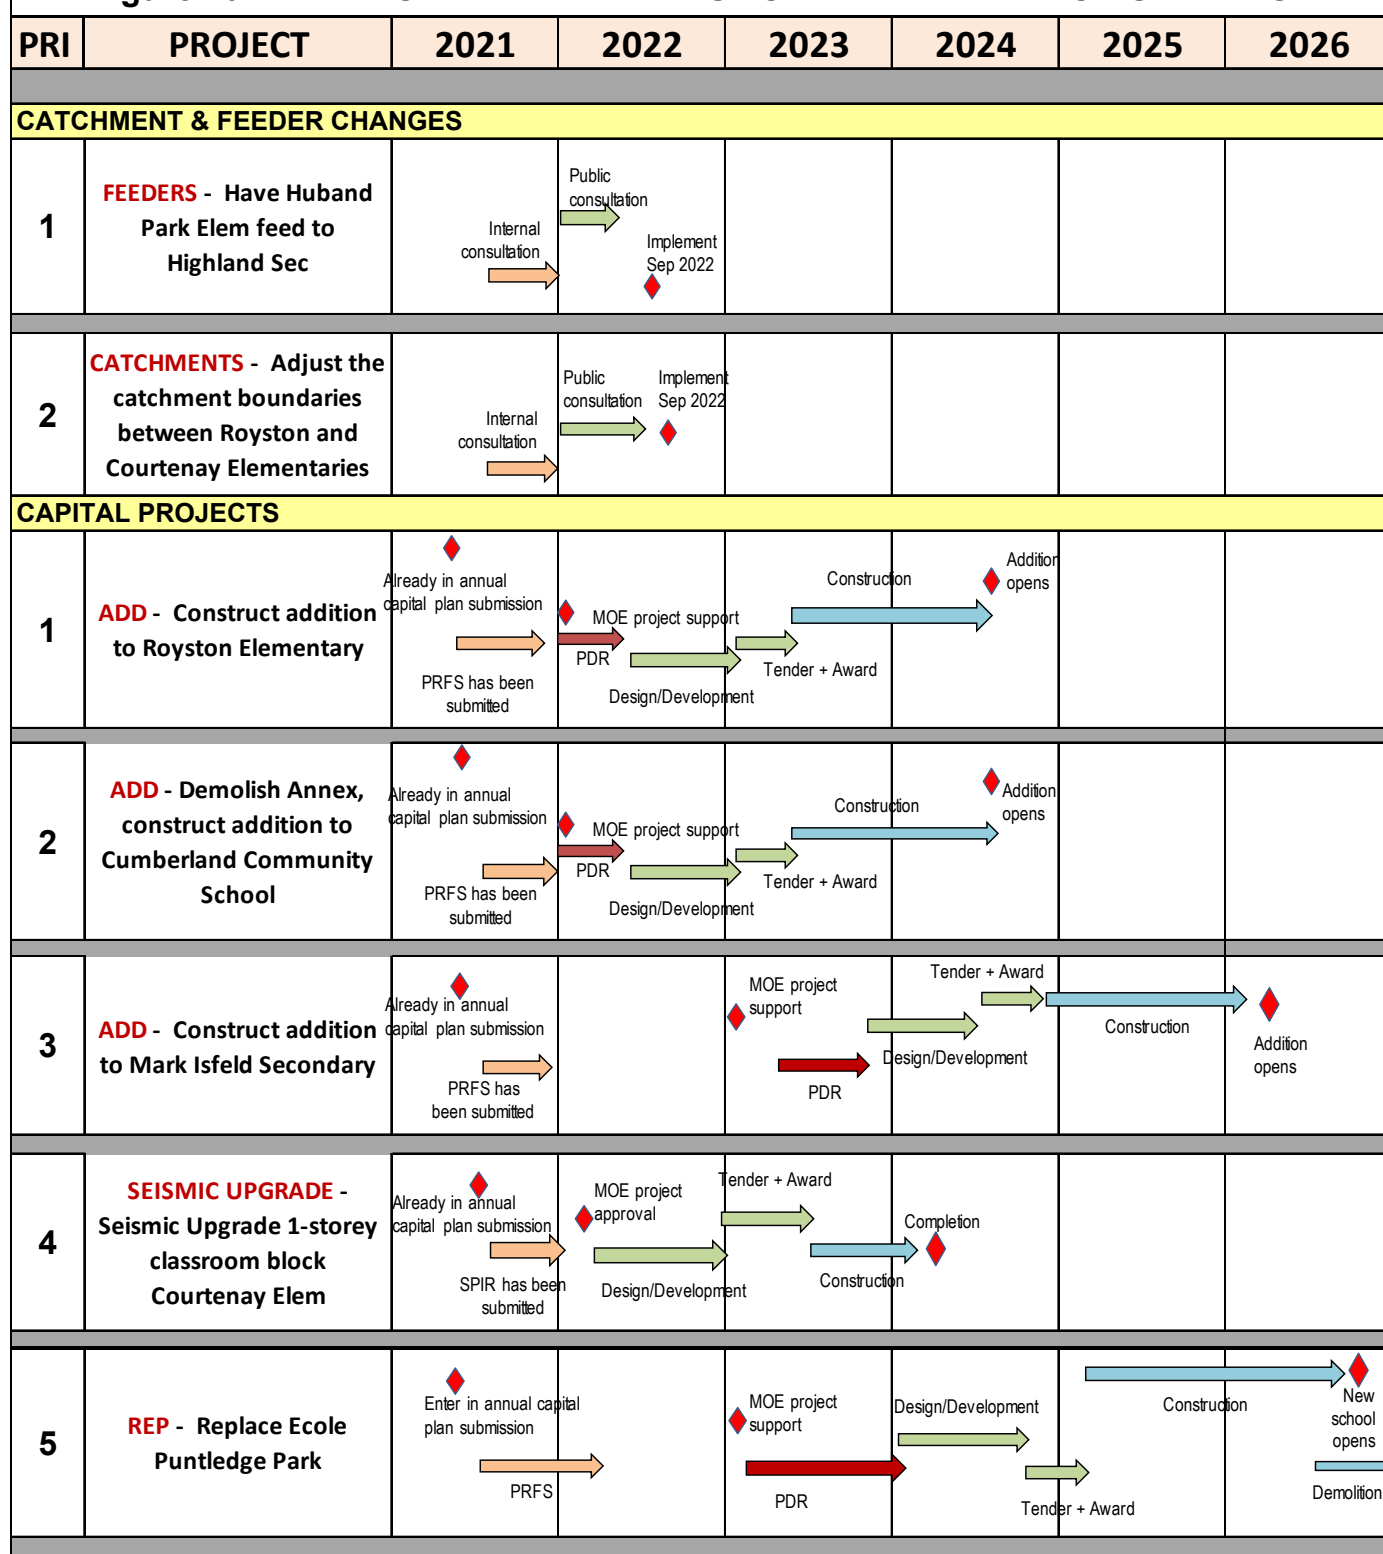 PRI PROJECT 2021 2022 2023 2024 2025 2026
CATCHMENT & FEEDER CHANGES
1
FEEDERS - Have Huband
Park Elem feed to
Highland Sec
Internal
consultation
Public
consultation
Implement
Sep 2022
2
CATCHMENTS - Adjust the
catchment boundaries
between Royston and
Courtenay Elementaries
Internal
consultation
Public
consultation
Implement
Sep 2022
CAPITAL PROJECTS
1
ADD - Construct addition
to Royston Elementary
Already in annual
capital plan submission
PRFS has been
submitted
MOE project support
PDR
Design/Development
Tender + Award
Construction
Addition
opens
2
ADD - Demolish Annex,
construct addition to
Cumberland Community
School
Already in annual
capital plan submission
PRFS has been
submitted
MOE project support
PDR
Design/Development
Tender + Award
Construction
Addition
opens
3
ADD - Construct addition
to Mark Isfeld Secondary
Already in annual
capital plan submission
PRFS has
been submitted
MOE project
support
PDR
Design/Development
Tender + Award
Construction
Addition
opens
4
SEISMIC UPGRADE -
Seismic Upgrade 1-storey
classroom block
Courtenay Elem
Already in annual
capital plan submission
SPIR has been
submitted
MOE project
approval
Design/Development
Tender + Award
Construction
Completion
5
REP - Replace Ecole
Puntledge Park
Enter in annual capital
plan submission
PRFS
MOE project
support
PDR
Design/Development
Tender + Award
Construction
New
school
opens
Demolition